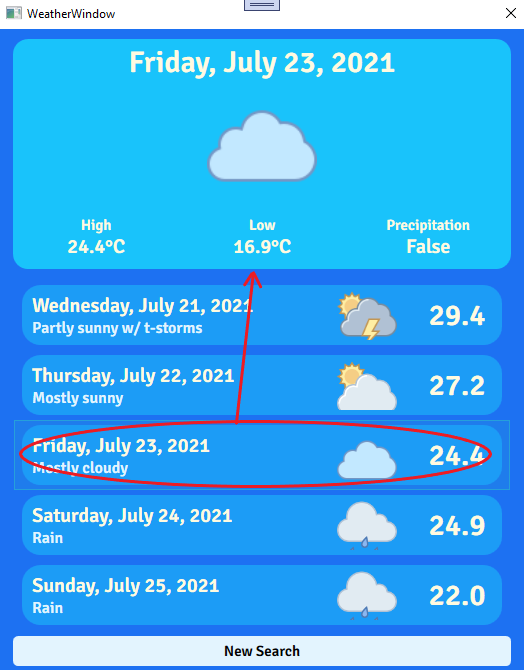 WeatherWindow
Friday, July 23, 2021
High Low Precipitation
24.4°C 16.9°C False
Wednesday, July 21, 2021
Partly sunny w/ t-storms
29.4
Thursday, July 22, 2021
Mostly sunny
27.2
Friday, July 23, 2021
Mostly cloudy
24.4
Saturday, July 24, 2021
Rain
24.9
Sunday, July 25, 2021
Rain
22.0
New Search